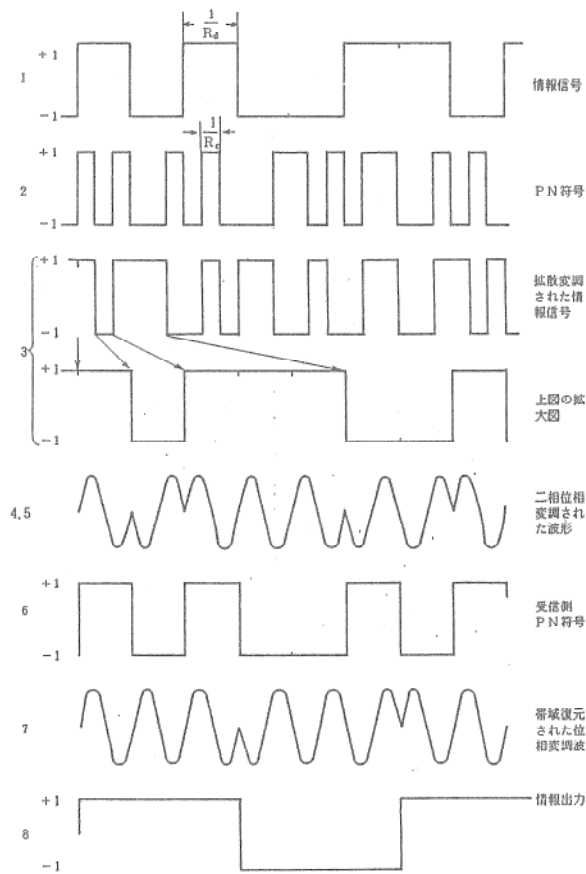 1
R_d
+1
1
-1
情報信号
1
R_c
+1
2
-1
PN符号
+1
-1
拡散変調
された情
報信号
3
+1
-1
上図の拡
大図
4,5
二相位相
変調され
た波形
+1
6
-1
受信側
PN符号
7
帯域復元
された位
相変調波
+1
8
-1
情報出力